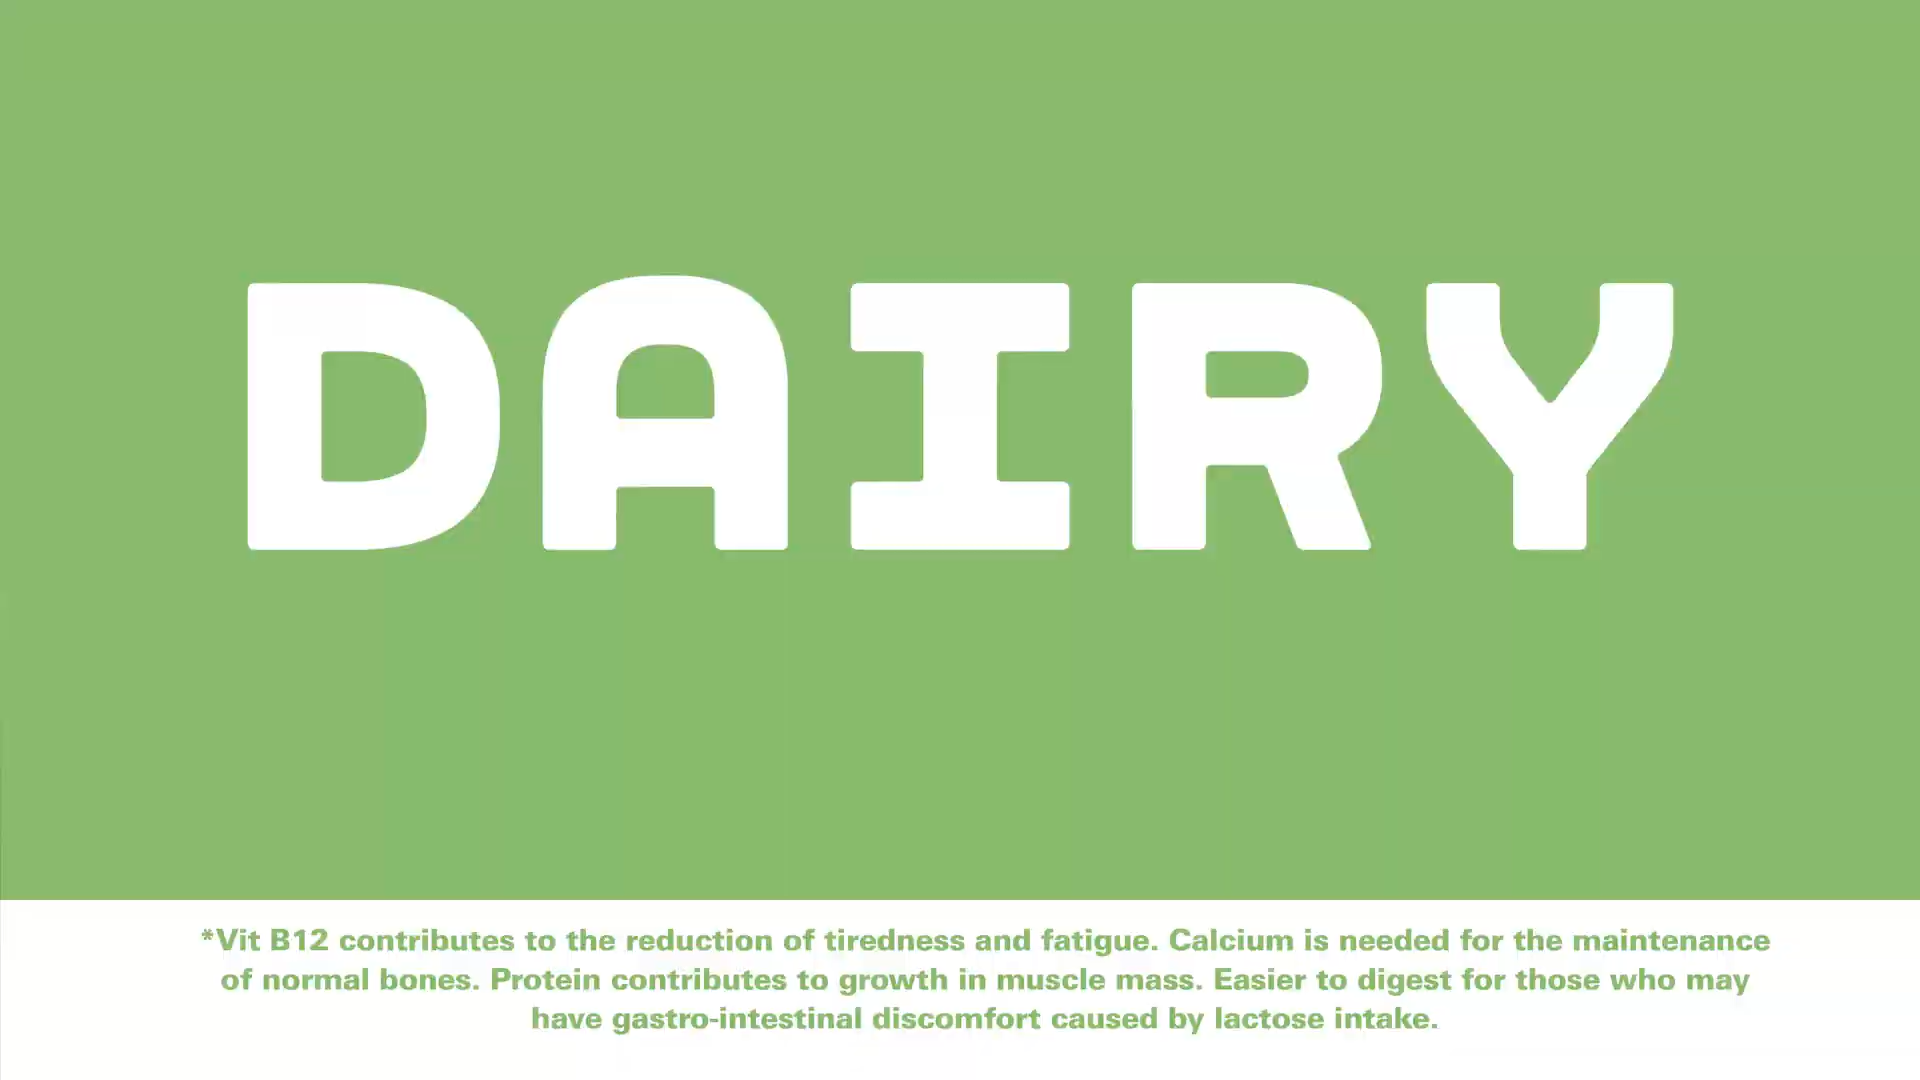 DAIRY
*Vit B12 contributes to the reduction of tiredness and fatigue. Calcium is needed for the maintenance
of normal bones. Protein contributes to growth in muscle mass. Easier to digest for those who may
have gastro-intestinal discomfort caused by lactose intake.